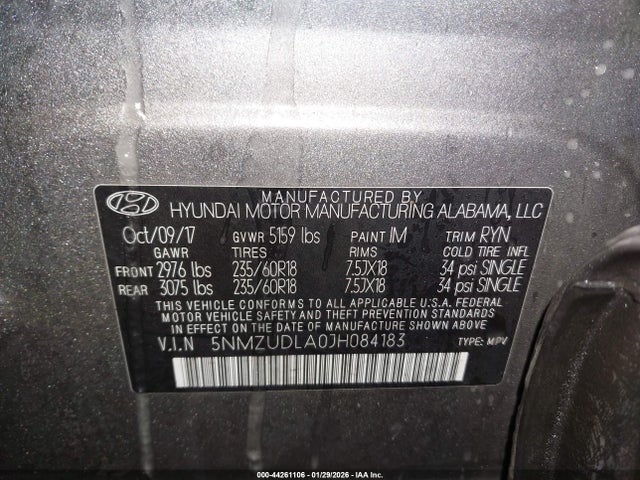 MANUFACTURED BY
HYUNDAI MOTOR MANUFACTURING ALABAMA, LLC
Oct/09/17 GVWR 5159 lbs PAINT IM TRIM RYN
GAWR TIRES RIMS COLD TIRE INFL
FRONT 2976 lbs 235/60R18 7.5JX18 34 psi SINGLE
REAR 3075 lbs 235/60R18 7.5JX18 34 psi SINGLE
THIS VEHICLE CONFORMS TO ALL APPLICABLE U.S.A. FEDERAL
MOTOR VEHICLE SAFETY AND THEFT PREVENTION STANDARDS
IN EFFECT ON THE DATE OF MANUFACTURE SHOWN ABOVE.
V.I.N 5NMZUDLA0JH084183 TYPE: MPV
000-44261106 - 01/29/2026 - IAA Inc.